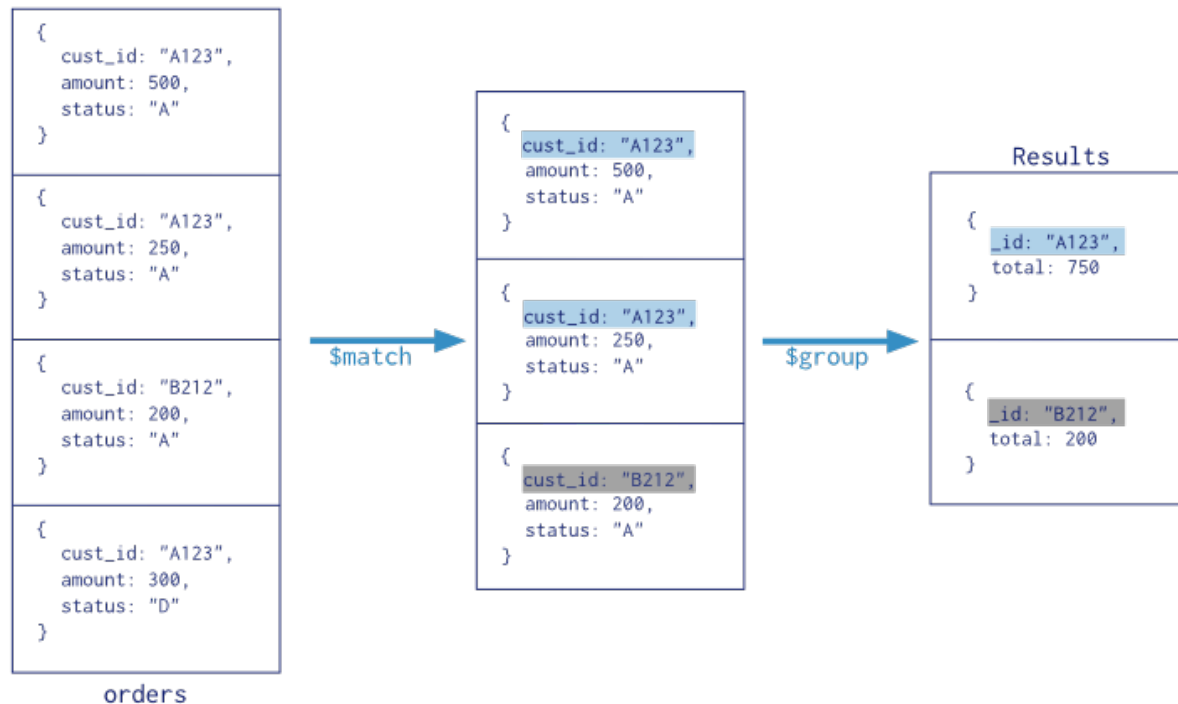 {
cust_id: "A123",
amount: 500,
status: "A"
}
{
cust_id: "A123",
amount: 250,
status: "A"
}
{
cust_id: "B212",
amount: 200,
status: "A"
}
{
cust_id: "A123",
amount: 300,
status: "D"
}
orders
$match
{
cust_id: "A123",
amount: 500,
status: "A"
}
{
cust_id: "A123",
amount: 250,
status: "A"
}
{
cust_id: "B212",
amount: 200,
status: "A"
}
$group
Results
{
_id: "A123",
total: 750
}
{
_id: "B212",
total: 200
}